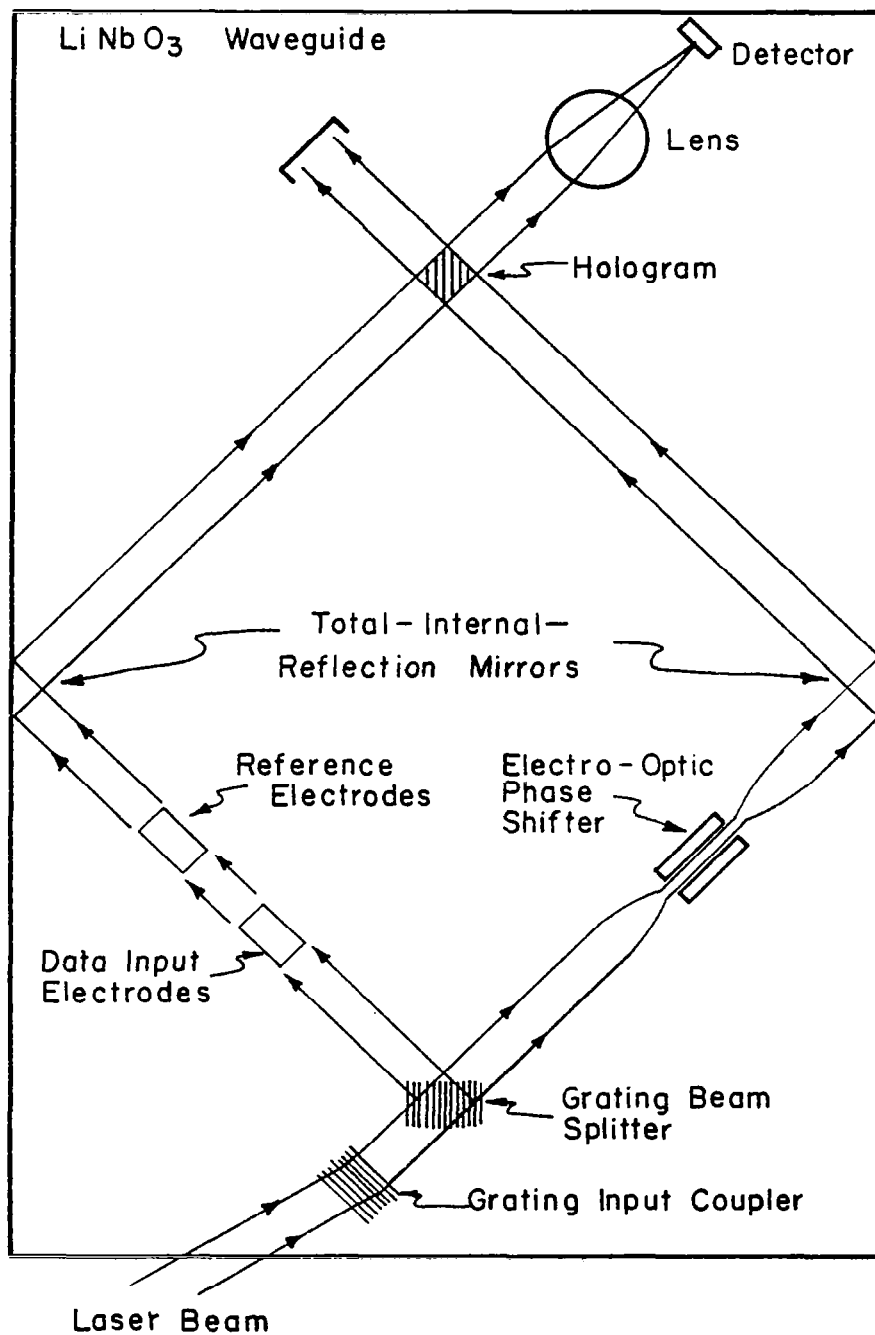 LiNbO3 Waveguide
Detector
Lens
Hologram
Total-Internal-
Reflection Mirrors
Reference
Electrodes
Electro-Optic
Phase
Shifter
Data Input
Electrodes
Grating Beam
Splitter
Grating Input Coupler
Laser Beam